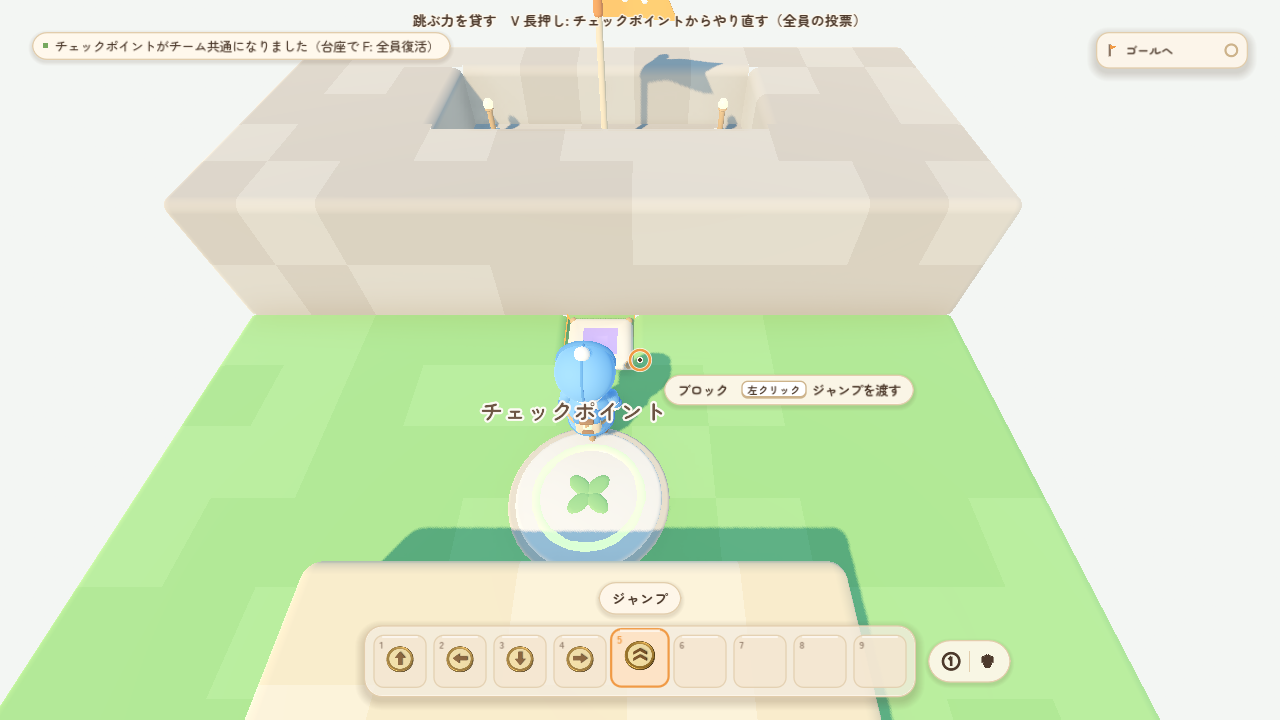 跳ぶ力を貸す V 長押し: チェックポイントからやり直す（全員の投票）
チェックポイントがチーム共通になりました（台座で F: 全員復活）
ゴールへ
ブロック 左クリック ジャンプを渡す
チェックポイント
ジャンプ
1 2 3 4 5 6 7 8 9
1